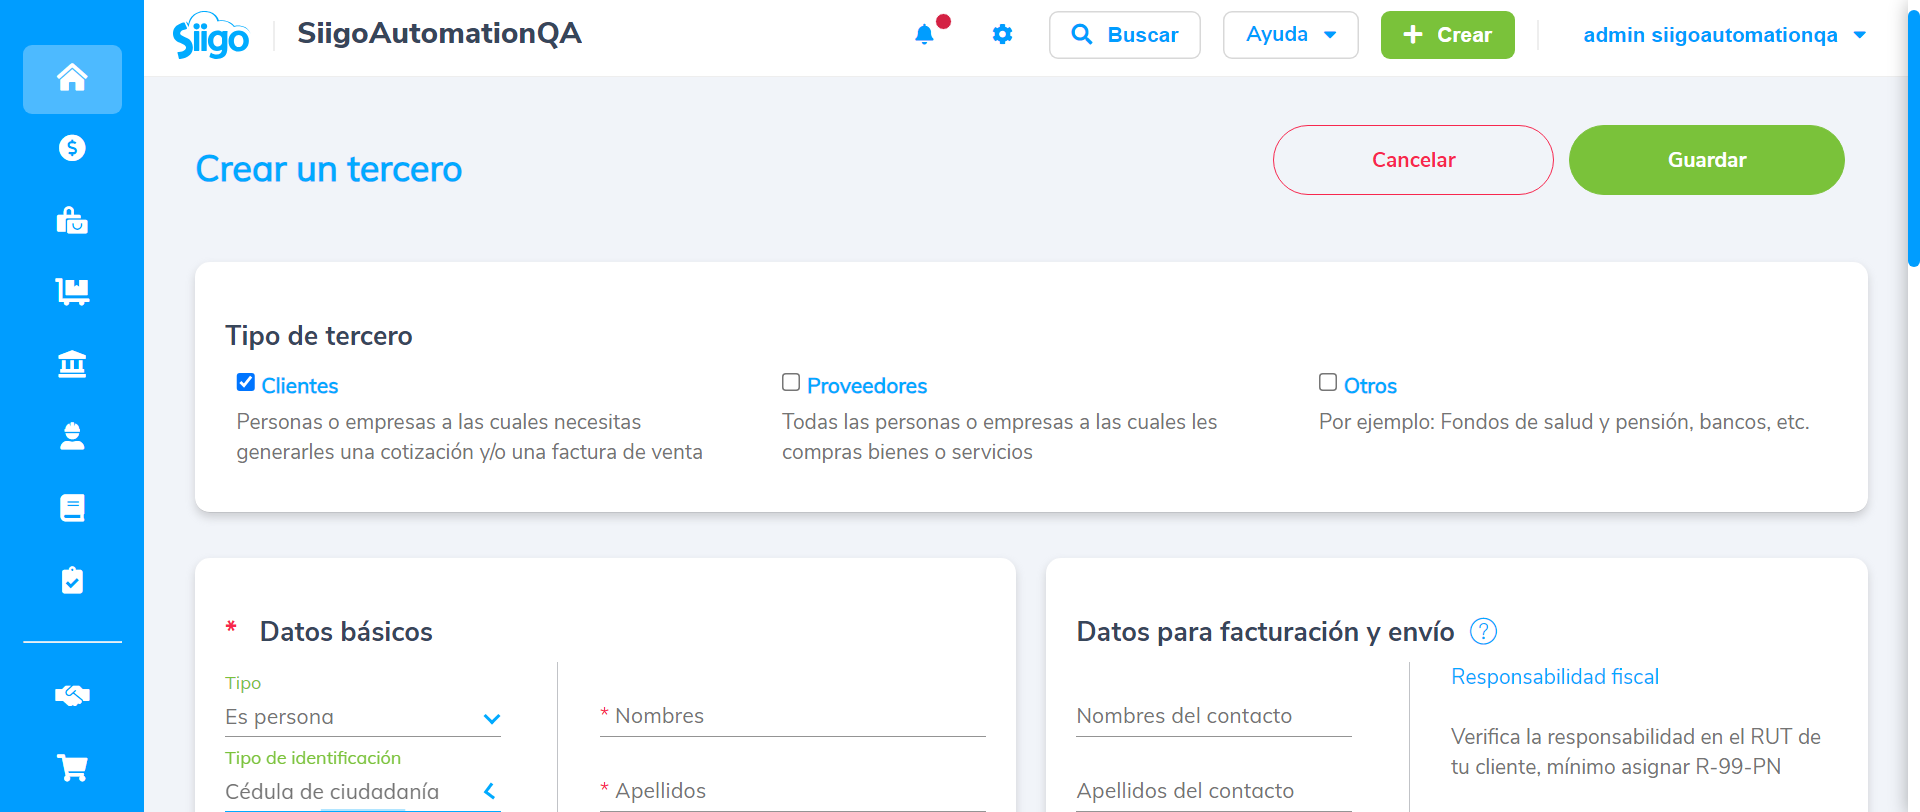 Siigo
SiigoAutomationQA
Buscar
Ayuda
Crear
admin siigoautomationqa
Crear un tercero
Cancelar
Guardar
Tipo de tercero
Clientes
Personas o empresas a las cuales necesitas
generarles una cotización y/o una factura de venta
Proveedores
Todas las personas o empresas a las cuales les
compras bienes o servicios
Otros
Por ejemplo: Fondos de salud y pensión, bancos, etc.
* Datos básicos
Tipo
Es persona
Tipo de identificación
Cédula de ciudadanía
* Nombres
* Apellidos
Datos para facturación y envío ?
Nombres del contacto
Apellidos del contacto
Responsabilidad fiscal
Verifica la responsabilidad en el RUT de
tu cliente, mínimo asignar R-99-PN